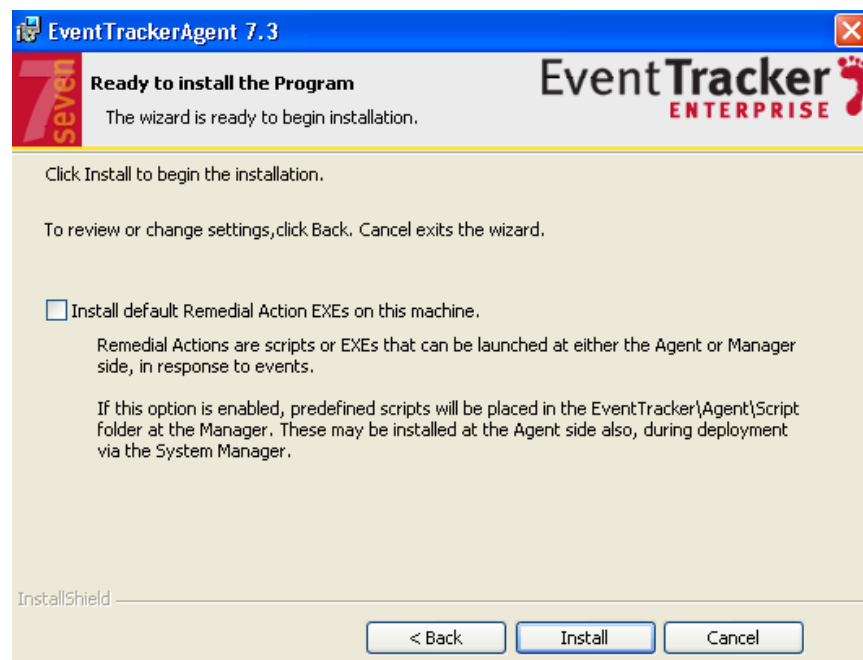 EventTrackerAgent 7.3
7
seven
Ready to install the Program
The wizard is ready to begin installation.
EventTracker
ENTERPRISE
Click Install to begin the installation.
To review or change settings,click Back. Cancel exits the wizard.
Install default Remedial Action EXEs on this machine.
Remedial Actions are scripts or EXEs that can be launched at either the Agent or Manager
side, in response to events.
If this option is enabled, predefined scripts will be placed in the EventTracker\Agent\Script
folder at the Manager. These may be installed at the Agent side also, during deployment
via the System Manager.
InstallShield
< Back
Install
Cancel